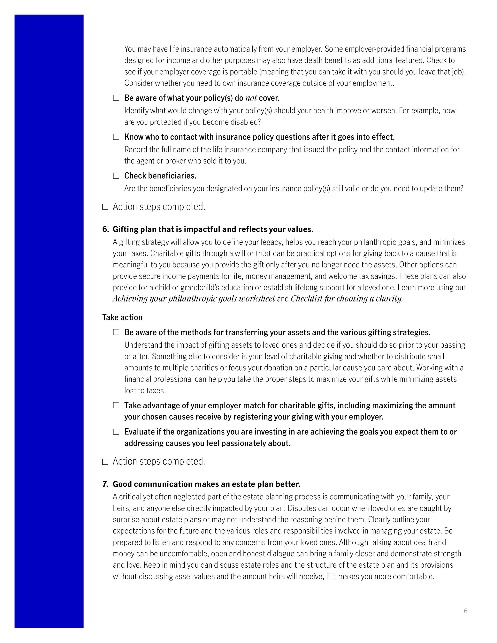 You may have life insurance automatically from your employer. Some employer-provided financial programs
designed for income and other purposes may also have death benefits as additional features. Check to
see if your employer coverage is portable (meaning that you can take it with you should you leave that job).
Consider whether you need to own insurance coverage outside of your employment.
□ Be aware of what your policy(s) do not cover.
Identify what would change with your policy(s) should your health improve or worsen. For example, how
are you protected if you become disabled?
□ Know who to contact with insurance policy questions after it goes into effect.
Record the full name of the life insurance company that issued the policy and the contact information for
the agent or broker who sold it to you.
□ Check beneficiaries.
Are the beneficiaries you designated on your insurance policy(s) still valid or do you need to update them?
□ Action steps completed.
6. Gifting plan that is impactful and reflects your values.
A gifting strategy will allow you to define your legacy, helps you reach your philanthropic goals, and minimizes
your taxes. Charitable gifts through a will or trust can be practical options for giving back to a cause that is
meaningful to you because you provide the gift only after you no longer need the assets. Other options can
provide secure income payments for life, money management, and welcome tax savings. These plans can also
provide for a child or grandchild's education or establish lifelong support for a loved one. Learn more using our
Achieving your philanthropic goals worksheet and Checklist for choosing a charity.
Take action
□ Be aware of the methods for transferring your assets and the various gifting strategies.
Understand the impact of gifting assets to loved ones and decide if you should do so prior to your passing
or after. Something else to consider is your level of charitable giving and whether to distribute small
amounts to multiple charities or focus your donation on a particular cause you care about. Working with a
financial professional can help you take the proper steps to maximize your gifts while minimizing assets
lost to taxes.
□ Take advantage of your employer match for charitable gifts, including maximizing the amount
your chosen causes receive by registering your giving with your employer.
□ Evaluate if the organizations you are investing in are achieving the goals you expect them to or
addressing causes you feel passionately about.
□ Action steps completed.
7. Good communication makes an estate plan better.
A critical yet often neglected part of the estate planning process is communicating with your family, your
heirs, and anyone else directly impacted by your plan. Disputes can occur when loved ones are caught by
surprise about estate plans or may not understand the reasoning behind them. Clearly outline your
expectations for the future and the various roles and responsibilities involved in managing your estate. Be
prepared to listen and respond to any concerns from your loved ones. Although talking about death and
money can be uncomfortable, open and honest dialogue can bring a family closer and demonstrate strength
and love. Keep in mind you can discuss estate roles and the structure of the estate plan and its provisions
without discussing asset values and the amount heirs will receive, if it makes you more comfortable.
6